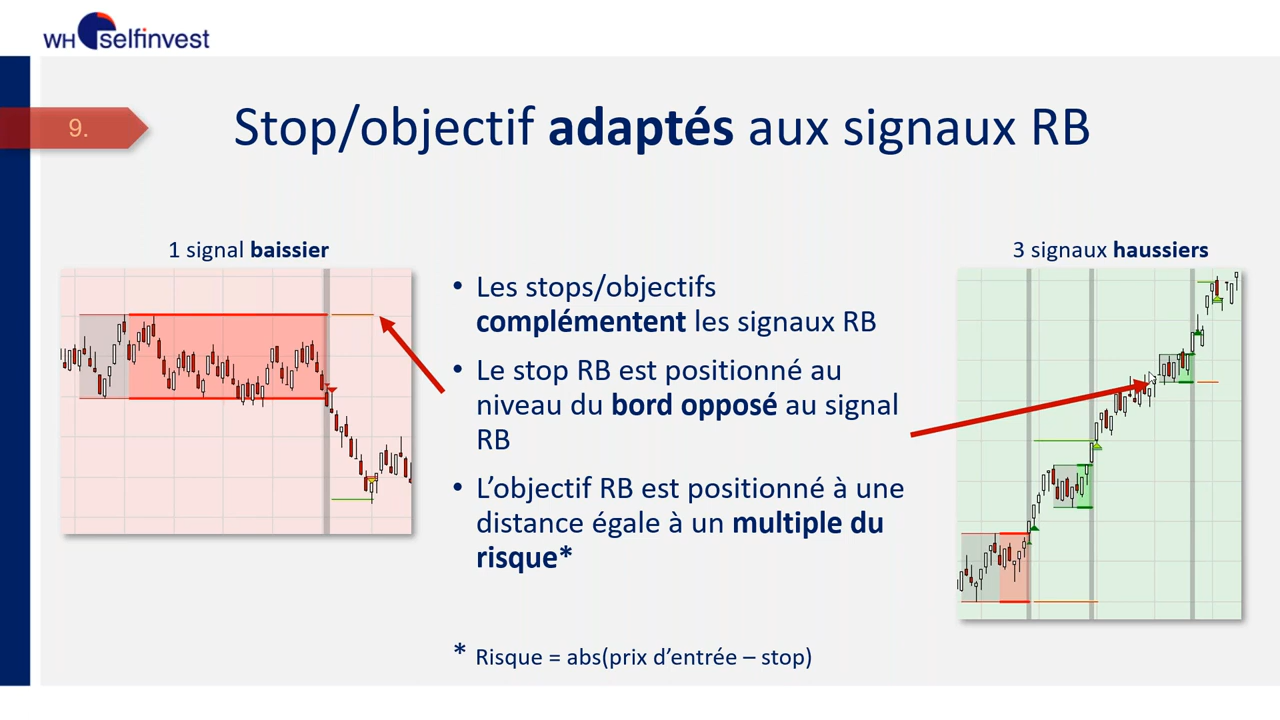 WH selfinvest
9.
Stop/objectif adaptés aux signaux RB
1 signal baissier
3 signaux haussiers
• Les stops/objectifs
complémentent les signaux RB
• Le stop RB est positionné au
niveau du bord opposé au signal
RB
• L’objectif RB est positionné à une
distance égale à un multiple du
risque*
* Risque = abs(prix d’entrée – stop)